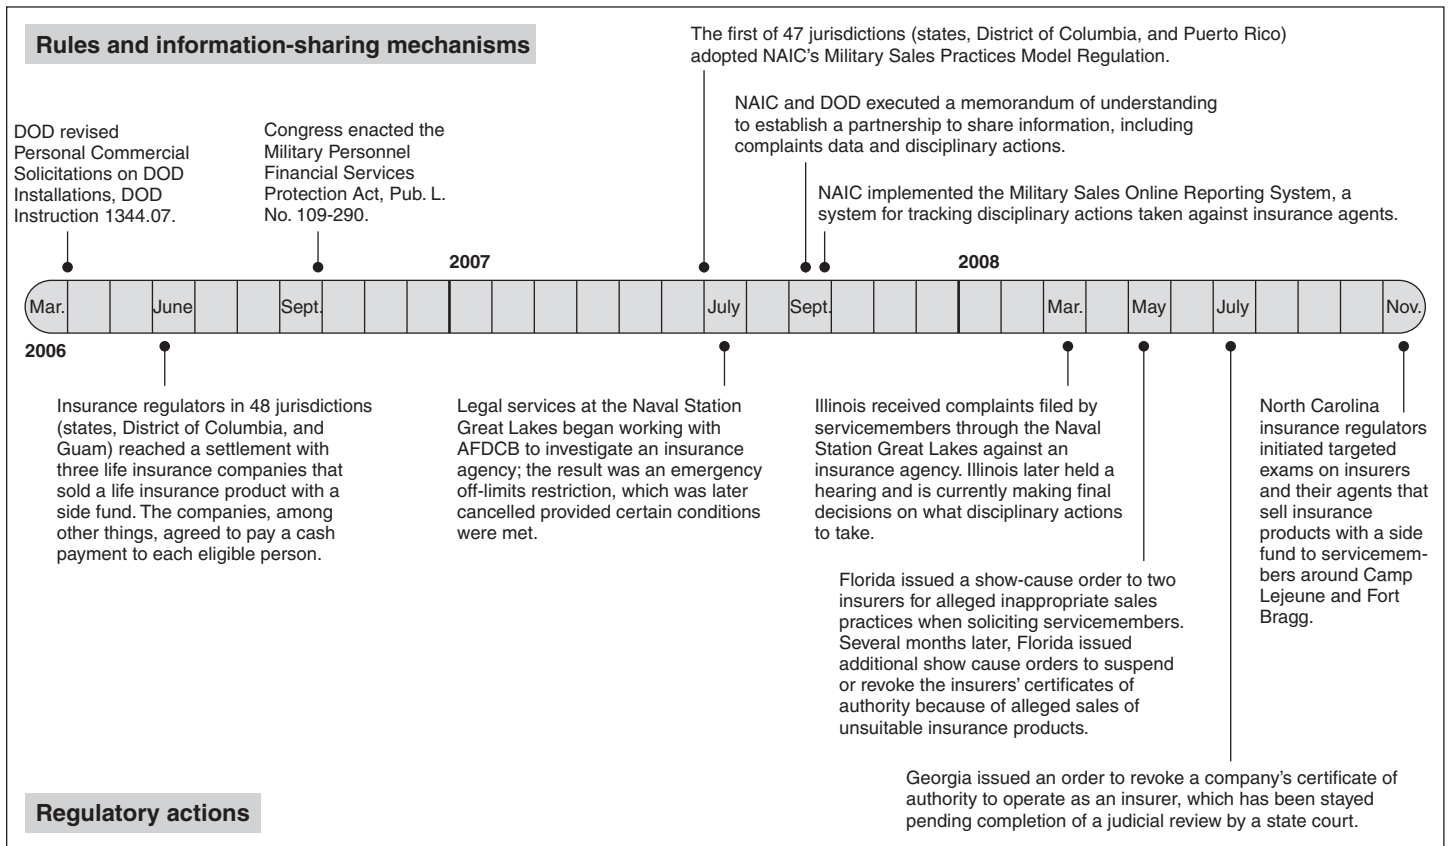 Rules and information-sharing mechanisms
The first of 47 jurisdictions (states, District of Columbia, and Puerto Rico)
adopted NAIC’s Military Sales Practices Model Regulation.
NAIC and DOD executed a memorandum of understanding
to establish a partnership to share information, including
complaints data and disciplinary actions.
DOD revised
Personal Commercial
Solicitations on DOD
Installations, DOD
Instruction 1344.07.
Congress enacted the
Military Personnel
Financial Services
Protection Act, Pub. L.
No. 109-290.
NAIC implemented the Military Sales Online Reporting System, a
system for tracking disciplinary actions taken against insurance agents.
2007
2008
Mar.
June
Sept.
July
Sept.
Mar.
May
July
Nov.
2006
Insurance regulators in 48 jurisdictions
(states, District of Columbia, and
Guam) reached a settlement with
three life insurance companies that
sold a life insurance product with a
side fund. The companies, among
other things, agreed to pay a cash
payment to each eligible person.
Legal services at the Naval Station
Great Lakes began working with
AFDCB to investigate an insurance
agency; the result was an emergency
off-limits restriction, which was later
cancelled provided certain conditions
were met.
Illinois received complaints filed by
servicemembers through the Naval
Station Great Lakes against an
insurance agency. Illinois later held a
hearing and is currently making final
decisions on what disciplinary actions
to take.
North Carolina
insurance regulators
initiated targeted
exams on insurers
and their agents that
sell insurance
products with a side
fund to servicemem-
bers around Camp
Lejeune and Fort
Bragg.
Florida issued a show-cause order to two
insurers for alleged inappropriate sales
practices when soliciting servicemembers.
Several months later, Florida issued
additional show cause orders to suspend
or revoke the insurers’ certificates of
authority because of alleged sales of
unsuitable insurance products.
Georgia issued an order to revoke a company’s certificate of
authority to operate as an insurer, which has been stayed
pending completion of a judicial review by a state court.
Regulatory actions